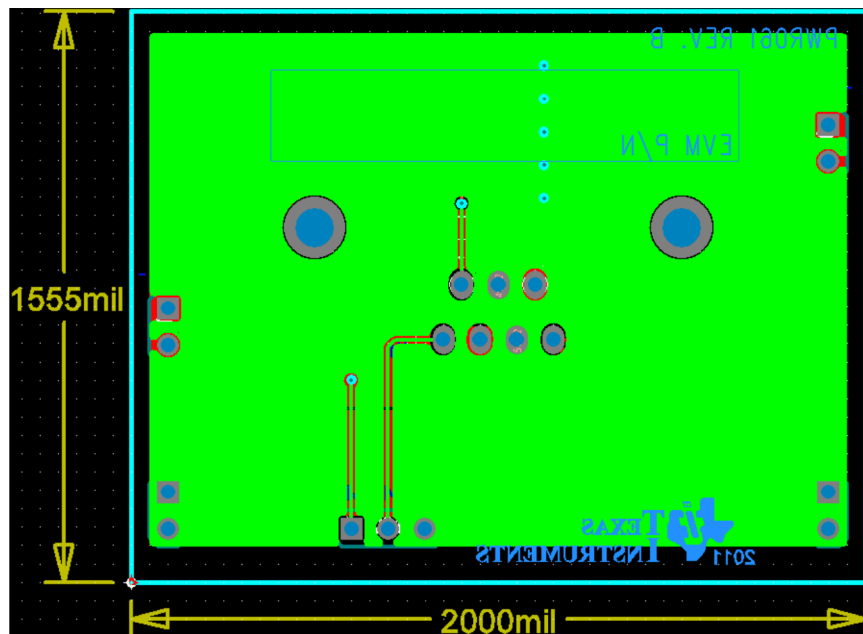 PWR061 REV. B
EVM P/N
1555mil
TEXAS
INSTRUMENTS
2011
2000mil